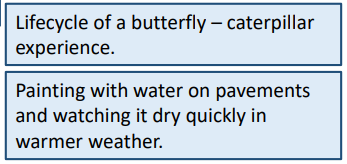 Lifecycle of a butterfly – caterpillar
experience.
Painting with water on pavements
and watching it dry quickly in
warmer weather.